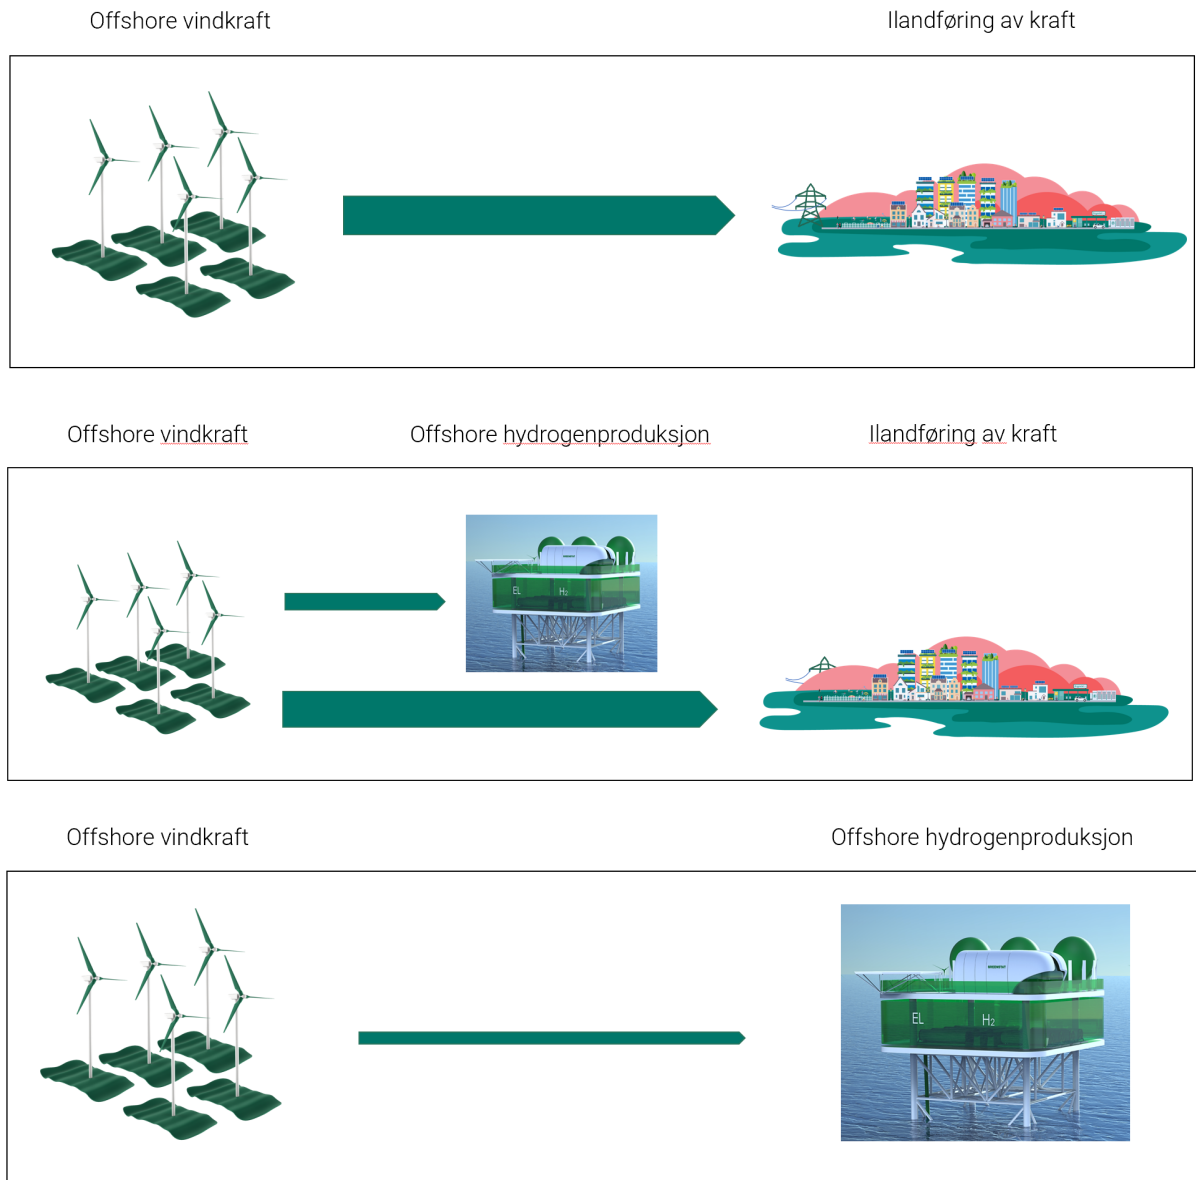 Offshore vindkraft
Ilandføring av kraft
Offshore vindkraft
Offshore hydrogenproduksjon
Ilandføring av kraft
EL
H₂
Offshore vindkraft
Offshore hydrogenproduksjon
EL
H₂